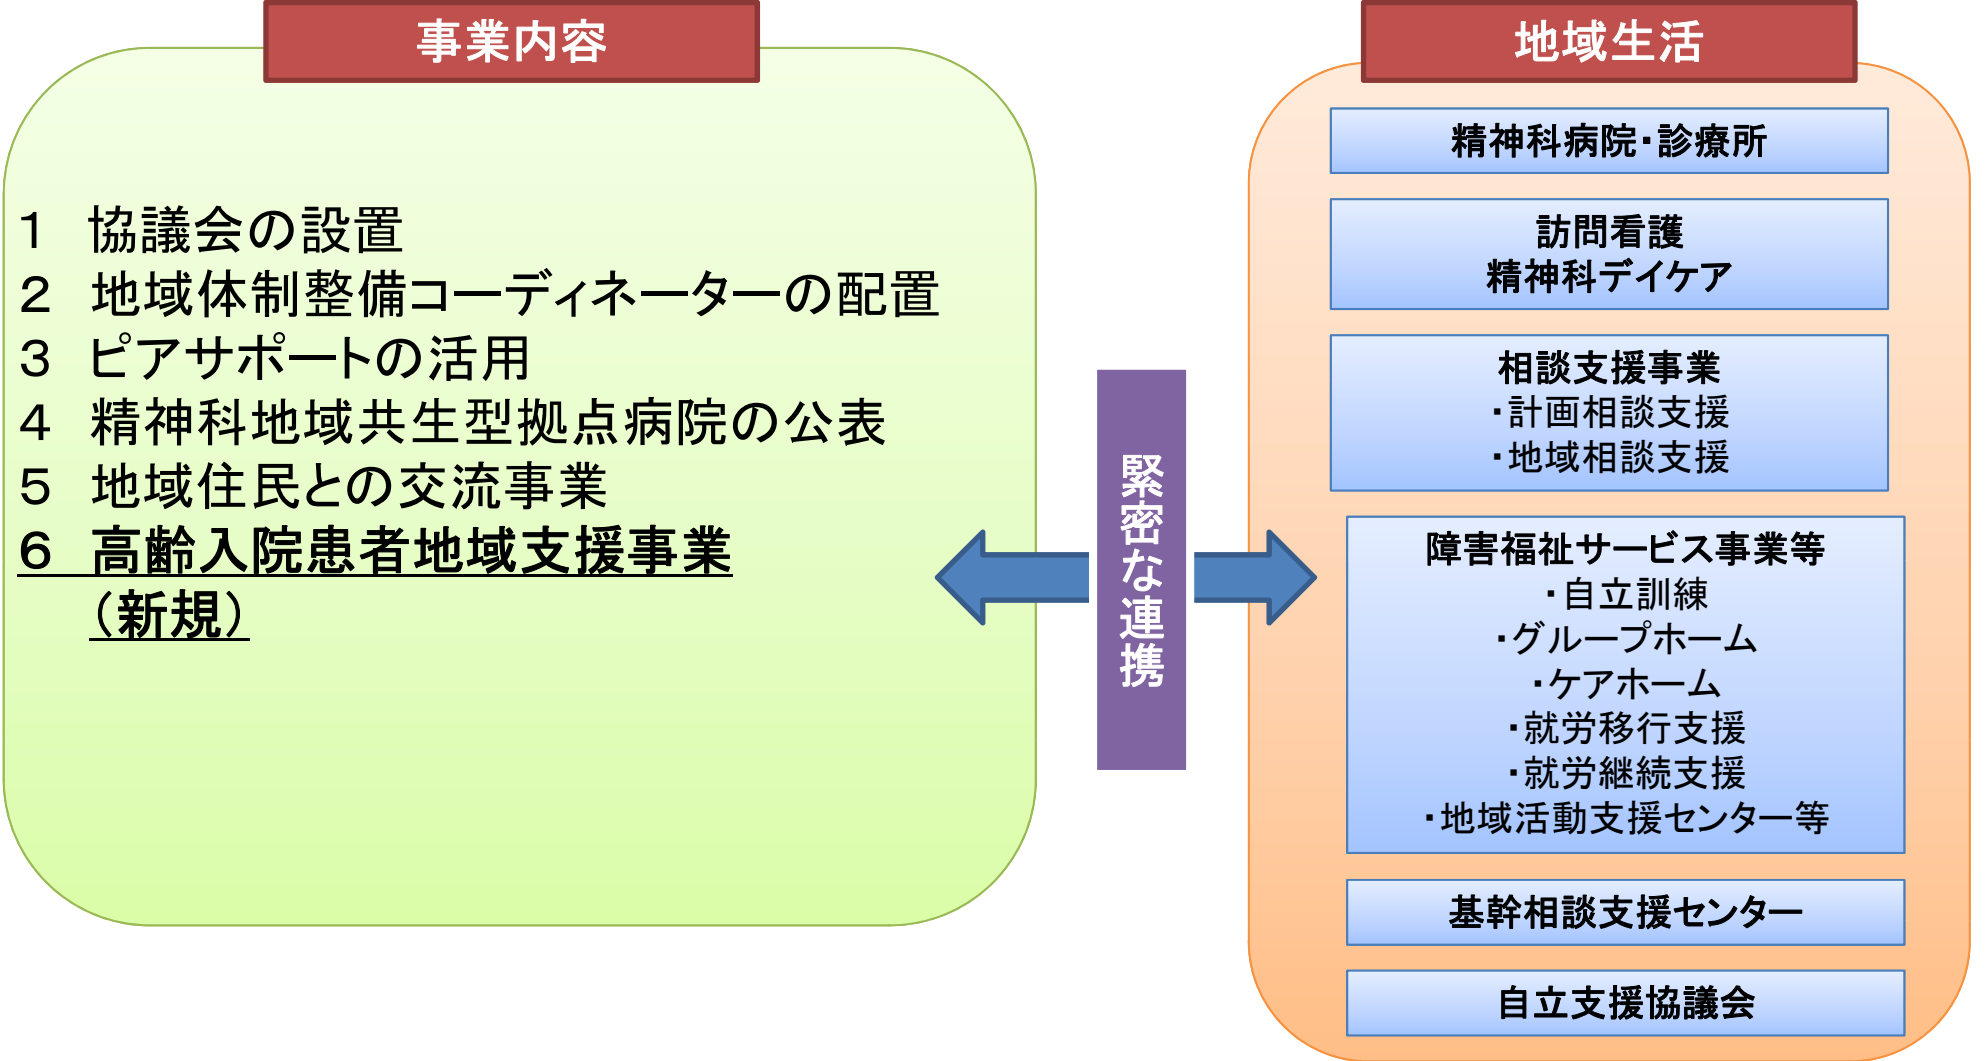 事業内容
１　協議会の設置
２　地域体制整備コーディネーターの配置
３　ピアサポートの活用
４　精神科地域共生型拠点病院の公表
５　地域住民との交流事業
６　高齢入院患者地域支援事業
（新規）
緊密な連携
地域生活
精神科病院・診療所
訪問看護
精神科デイケア
相談支援事業
・計画相談支援
・地域相談支援
障害福祉サービス事業等
・自立訓練
・グループホーム
・ケアホーム
・就労移行支援
・就労継続支援
・地域活動支援センター等
基幹相談支援センター
自立支援協議会